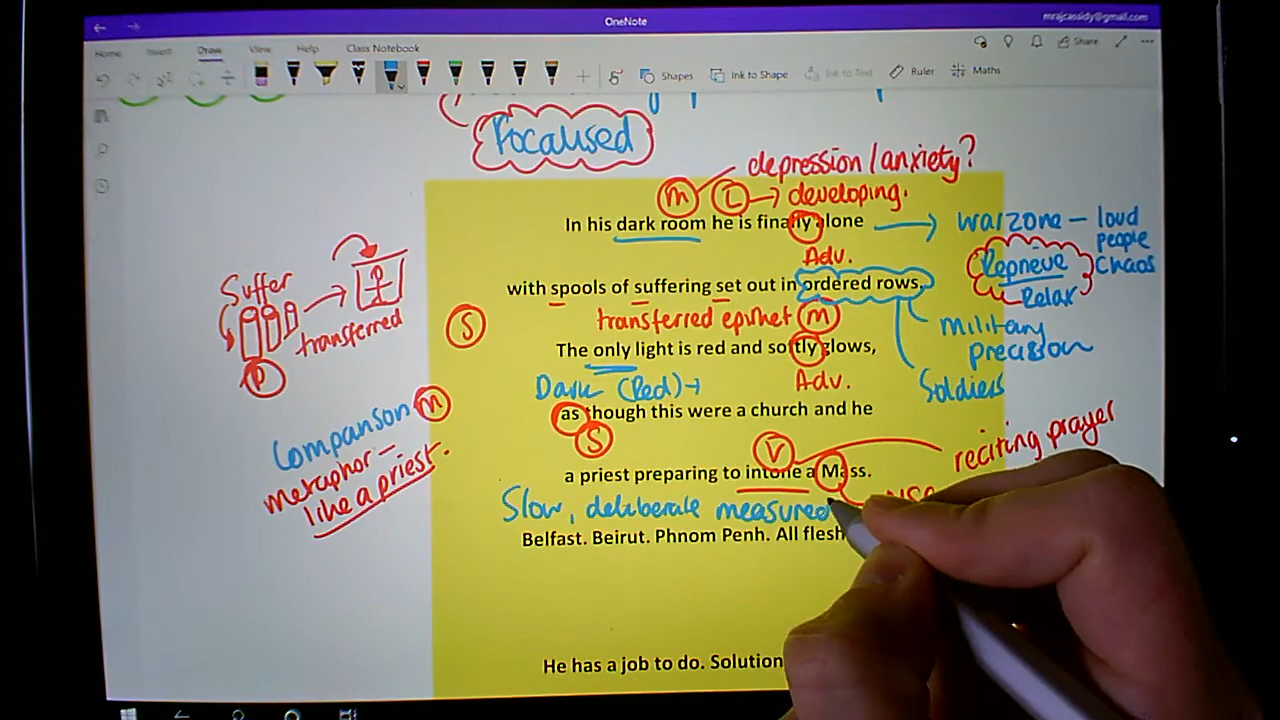 OneNote
mrajcassidy@gmail.com
Home Insert Draw View Help Class Notebook
Share
Shapes Ink to Shape Ink to Text Ruler Maths
Focalised
depression/anxiety?
M L → developing.
In his dark room he is finally alone
→ warzone – loud
people
chaos
Adv.
Reprieve
Relax
Suffer
transferred
P
with spools of suffering set out in ordered rows.
transferred epithet M
military
precision
Soldiers
S
The only light is red and softly glows,
Dark (Red) →
Adv.
as though this were a church and he
S
Comparison M
metaphor –
like a priest.
V
reciting prayer
a priest preparing to intone a Mass.
Slow, deliberate measured
Belfast. Beirut. Phnom Penh. All flesh
He has a job to do. Solution